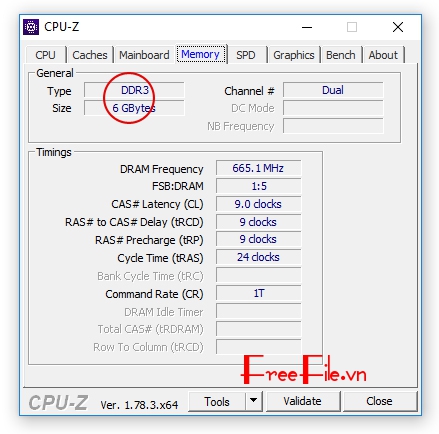 CPU-Z
CPU Caches Mainboard Memory SPD Graphics Bench About
General
Type DDR3 Channel # Dual
Size 6 GBytes DC Mode
NB Frequency
Timings
DRAM Frequency 665.1 MHz
FSB:DRAM 1:5
CAS# Latency (CL) 9.0 clocks
RAS# to CAS# Delay (tRCD) 9 clocks
RAS# Precharge (tRP) 9 clocks
Cycle Time (tRAS) 24 clocks
Bank Cycle Time (tRC)
Command Rate (CR) 1T
DRAM Idle Timer
Total CAS# (tRDRAM)
Row To Column (tRCD)
FreeFile.vn
CPU-Z Ver. 1.78.3.x64 Tools Validate Close